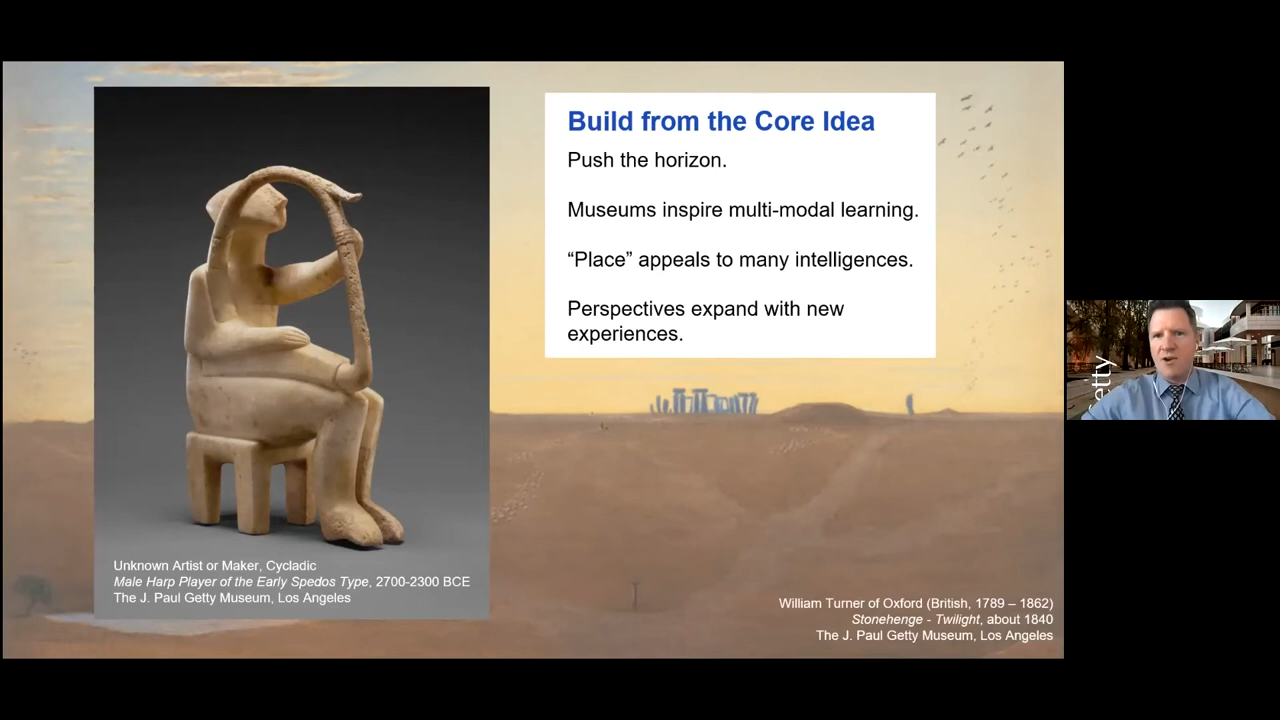 Build from the Core Idea
Push the horizon.
Museums inspire multi-modal learning.
“Place” appeals to many intelligences.
Perspectives expand with new
experiences.
Unknown Artist or Maker, Cycladic
Male Harp Player of the Early Spedos Type, 2700-2300 BCE
The J. Paul Getty Museum, Los Angeles
William Turner of Oxford (British, 1789 – 1862)
Stonehenge - Twilight, about 1840
The J. Paul Getty Museum, Los Angeles
etty